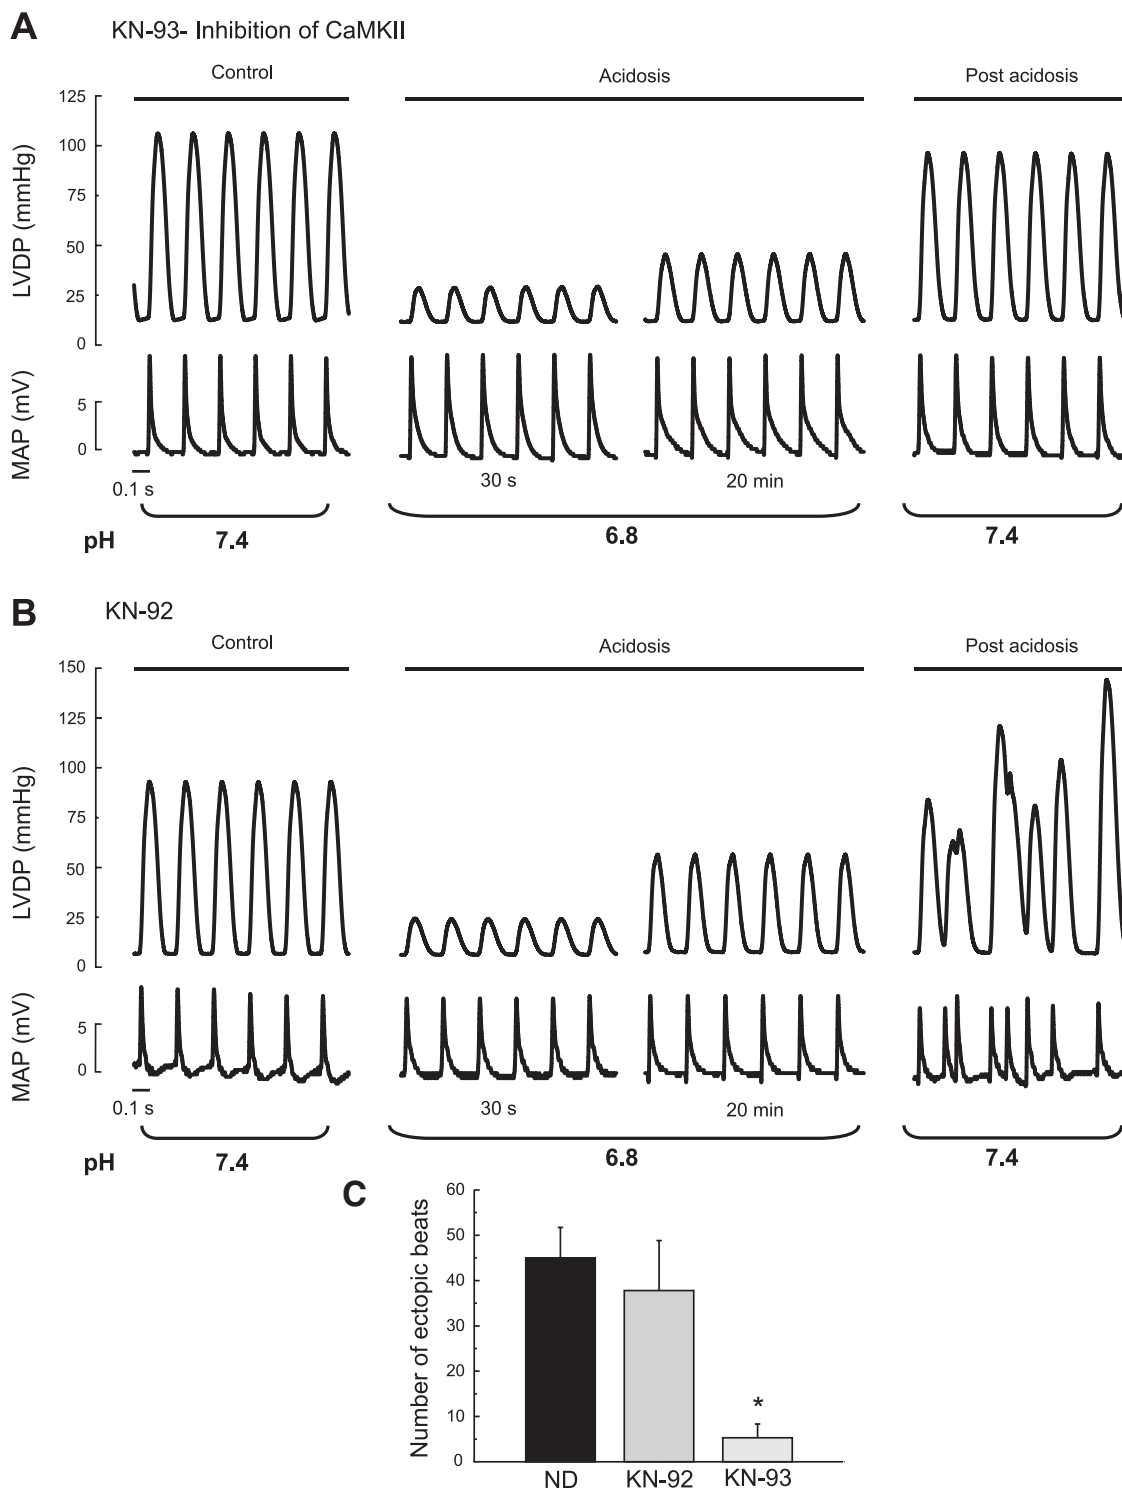 A KN-93- Inhibition of CaMKII
Control Acidosis Post acidosis
125
100
75
50
25
0
LVDP (mmHg)
5
0
MAP (mV)
0.1 s 30 s 20 min
pH 7.4 6.8 7.4
B KN-92
Control Acidosis Post acidosis
150
125
100
75
50
25
0
LVDP (mmHg)
5
0
MAP (mV)
0.1 s 30 s 20 min
pH 7.4 6.8 7.4
C
60
50
40
30
20
10
0
Number of ectopic beats
*
ND KN-92 KN-93